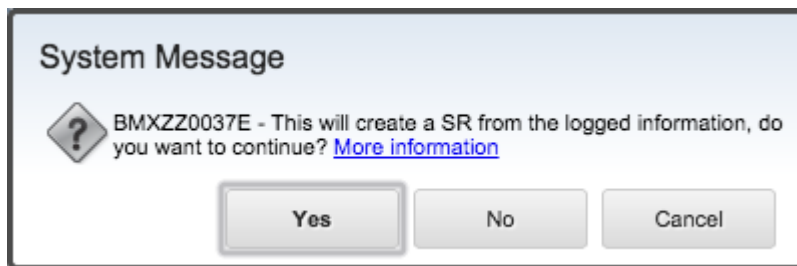 System Message
BMXZZ0037E - This will create a SR from the logged information, do
you want to continue? More information
Yes
No
Cancel